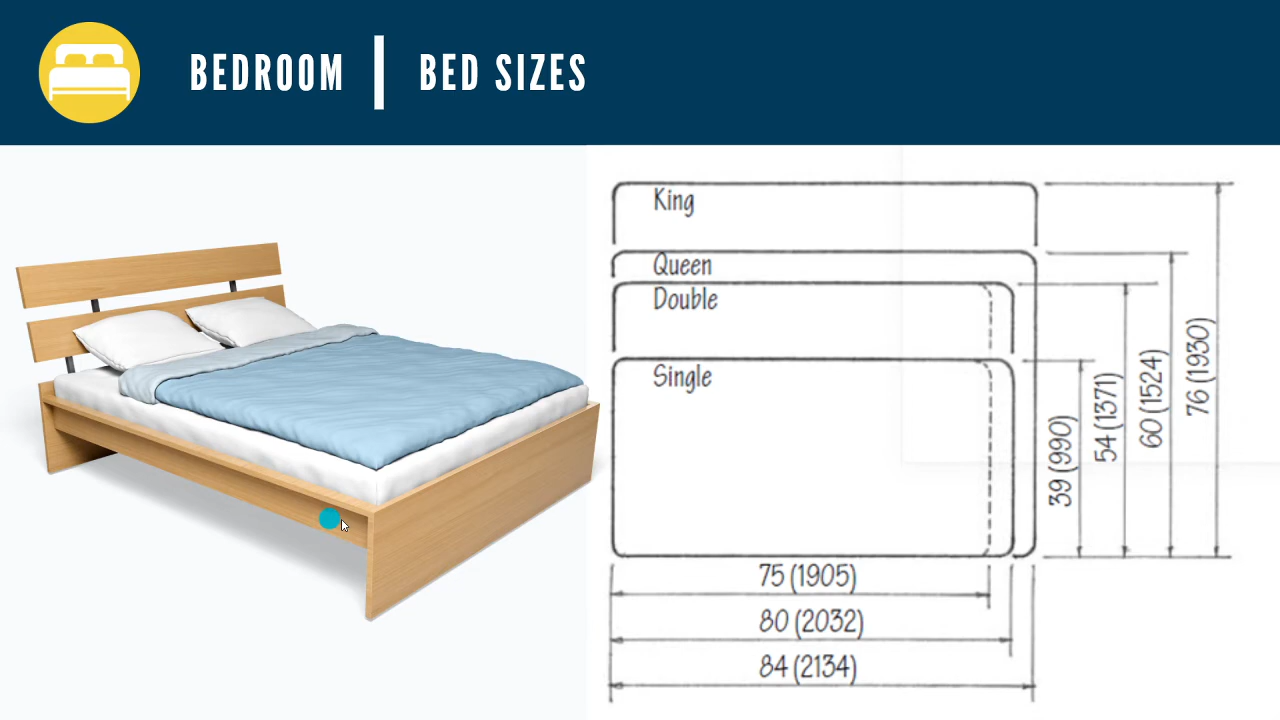 BEDROOM | BED SIZES
King
Queen
Double
Single
39 (990)
54 (1371)
60 (1524)
76 (1930)
75 (1905)
80 (2032)
84 (2134)